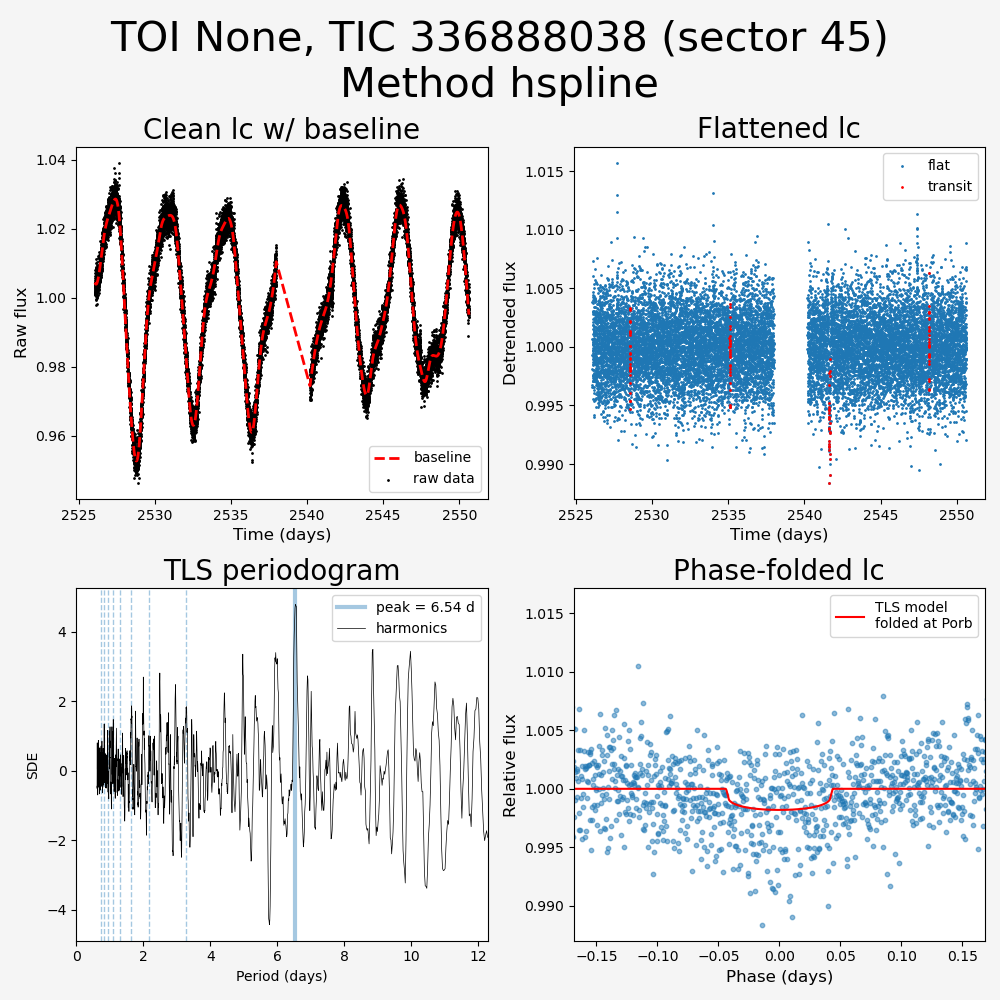 TOI None, TIC 336888038 (sector 45)
Method hspline
Clean lc w/ baseline
Raw flux
1.04
1.02
1.00
0.98
0.96
baseline
raw data
2525
2530
2535
2540
2545
2550
Time (days)
Flattened lc
Detrended flux
1.015
1.010
1.005
1.000
0.995
0.990
flat
transit
2525
2530
2535
2540
2545
2550
Time (days)
TLS periodogram
SDE
4
2
0
−2
−4
peak = 6.54 d
harmonics
0
2
4
6
8
10
12
Period (days)
Phase-folded lc
Relative flux
1.015
1.010
1.005
1.000
0.995
0.990
TLS model
folded at Porb
−0.15
−0.10
−0.05
0.00
0.05
0.10
0.15
Phase (days)